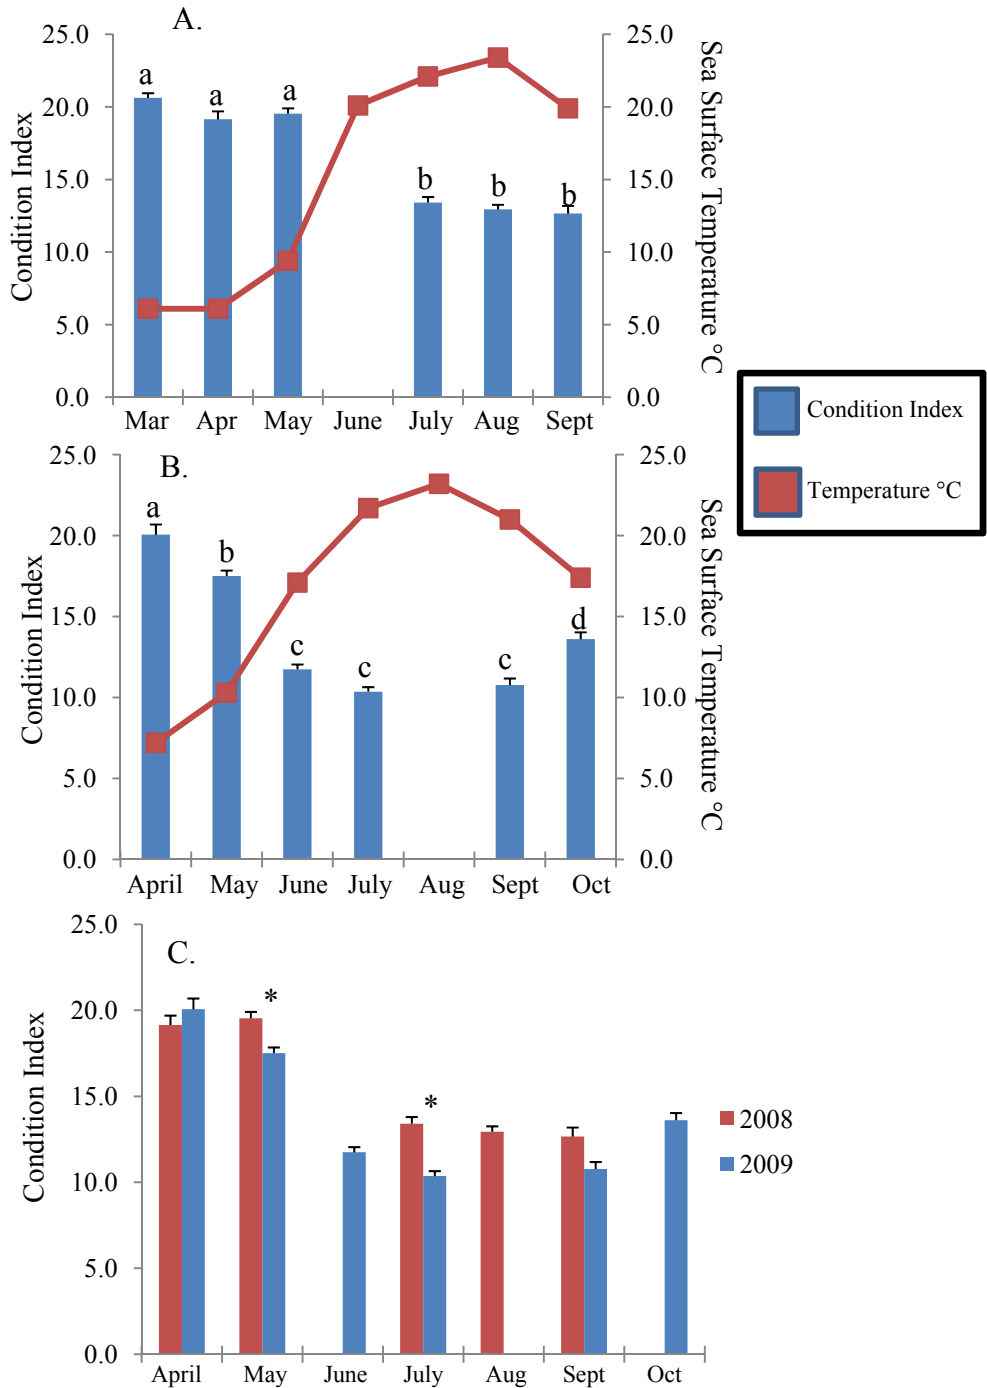 A.
25.0
20.0
15.0
10.0
5.0
0.0
Condition Index
a
a
a
b
b
b
25.0
20.0
15.0
10.0
5.0
0.0
Sea Surface Temperature °C
Mar Apr May June July Aug Sept
Condition Index
Temperature °C
B.
25.0
20.0
15.0
10.0
5.0
0.0
Condition Index
a
b
c
c
c
d
25.0
20.0
15.0
10.0
5.0
0.0
Sea Surface Temperature °C
April May June July Aug Sept Oct
C.
25.0
20.0
15.0
10.0
5.0
0.0
Condition Index
*
*
2008
2009
April May June July Aug Sept Oct